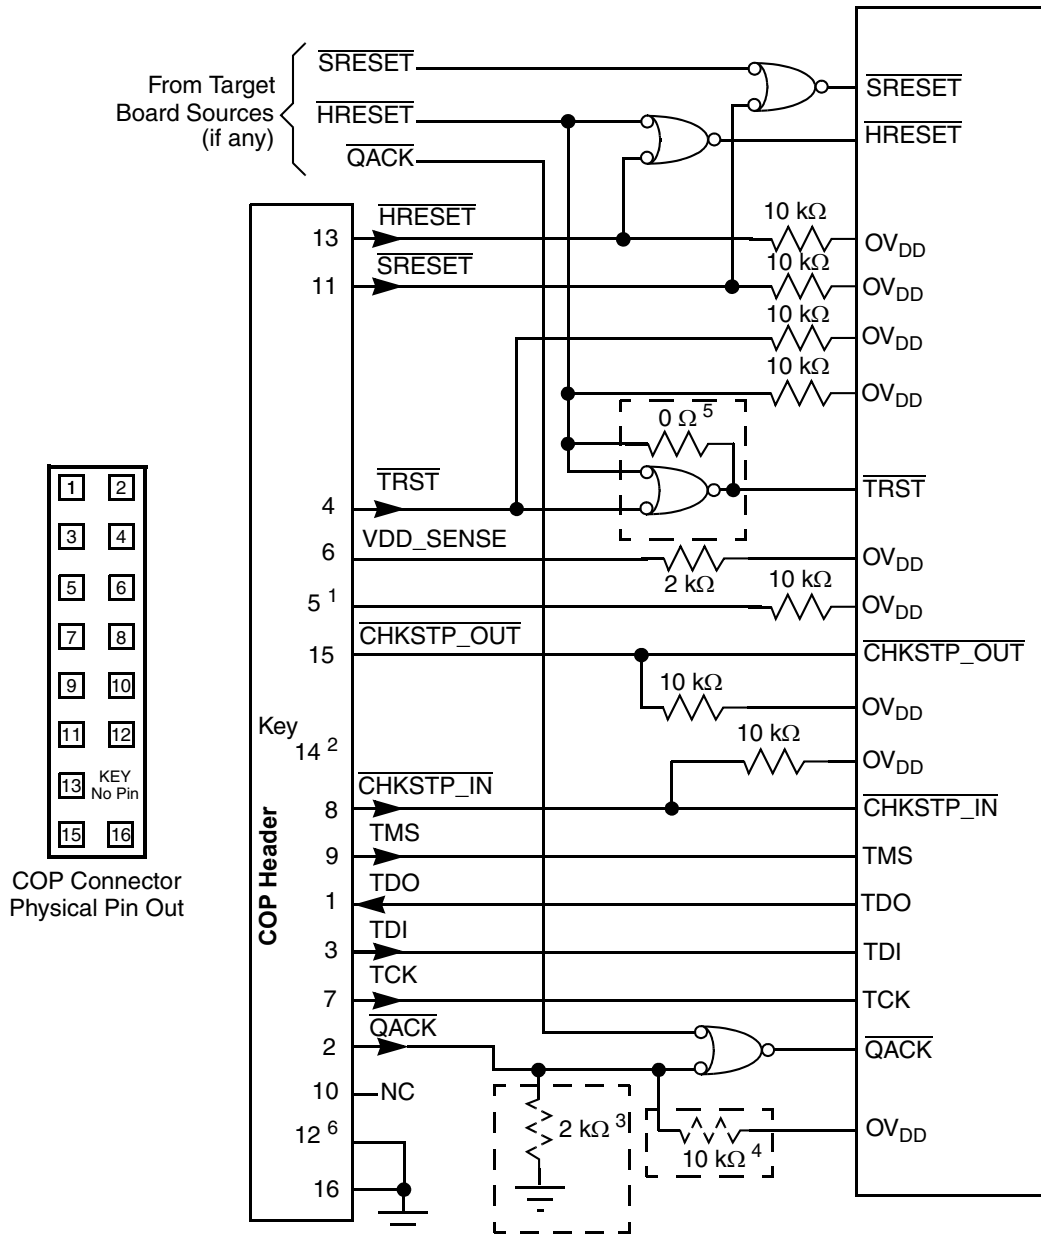 From Target
Board Sources
(if any)
SRESET
HRESET
QACK
SRESET
HRESET
13
HRESET
10 kΩ
OVDD
11
SRESET
10 kΩ
OVDD
10 kΩ
OVDD
10 kΩ
OVDD
0 Ω 5
4
TRST
TRST
6
VDD_SENSE
2 kΩ
OVDD
5 1
10 kΩ
OVDD
15
CHKSTP_OUT
CHKSTP_OUT
10 kΩ
OVDD
Key
14 2
10 kΩ
OVDD
8
CHKSTP_IN
CHKSTP_IN
9
TMS
TMS
1
TDO
TDO
3
TDI
TDI
7
TCK
TCK
2
QACK
QACK
10
NC
2 kΩ 3
10 kΩ 4
OVDD
12 6
16
COP Header
1 2
3 4
5 6
7 8
9 10
11 12
13 KEY
No Pin
15 16
COP Connector
Physical Pin Out